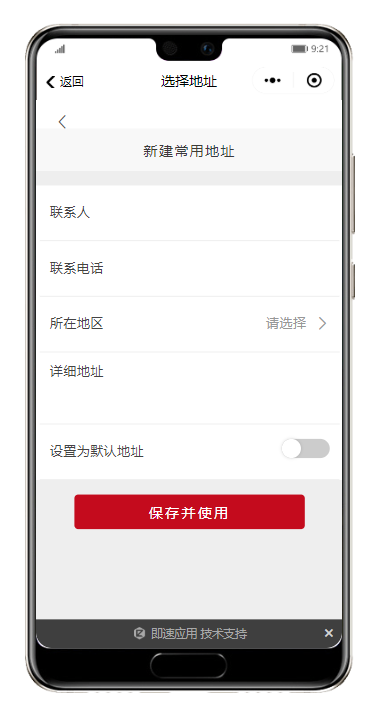 9:21
返回 选择地址
新建常用地址
联系人
联系电话
所在地区 请选择
详细地址
设置为默认地址
保存并使用
即速应用 技术支持